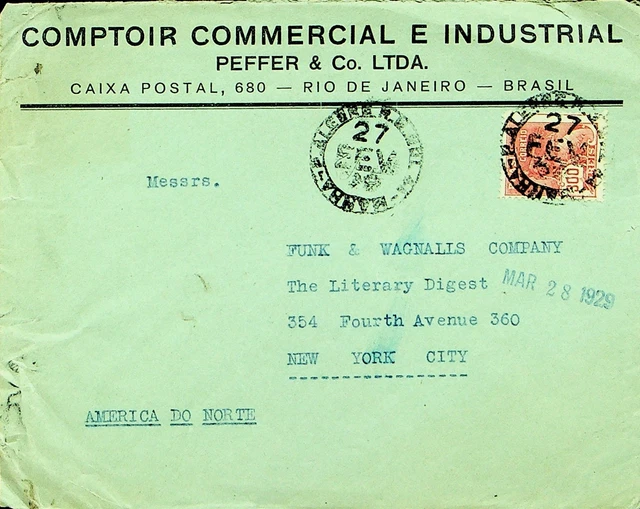 COMPTOIR COMMERCIAL E INDUSTRIAL
PEFFER & Co. LTDA.
CAIXA POSTAL, 680 — RIO DE JANEIRO — BRASIL
27
27
Messrs.
FUNK & WAGNALLS COMPANY
The Literary Digest
MAR 28 1929
354 Fourth Avenue 360
NEW YORK CITY
AMERICA DO NORTE